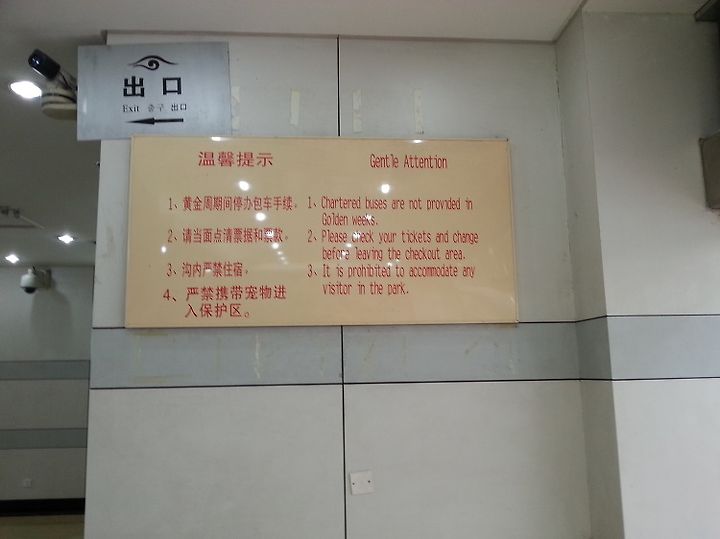 出口
Exit 출구 出口
温馨提示
1、黄金周期间停办包车手续。
2、请当面点清票据和票款。
3、沟内严禁住宿。
4、严禁携带宠物进
入保护区。
Gentle Attention
1、Chartered buses are not provided in
Golden weeks.
2、Please check your tickets and change
before leaving the checkout area.
3、It is prohibited to accommodate any
visitor in the park.